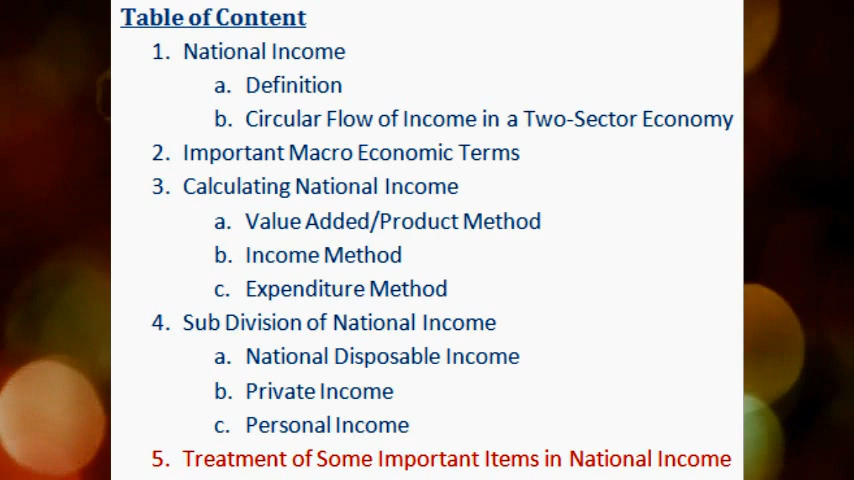 Table of Content
1. National Income
a. Definition
b. Circular Flow of Income in a Two-Sector Economy
2. Important Macro Economic Terms
3. Calculating National Income
a. Value Added/Product Method
b. Income Method
c. Expenditure Method
4. Sub Division of National Income
a. National Disposable Income
b. Private Income
c. Personal Income
5. Treatment of Some Important Items in National Income